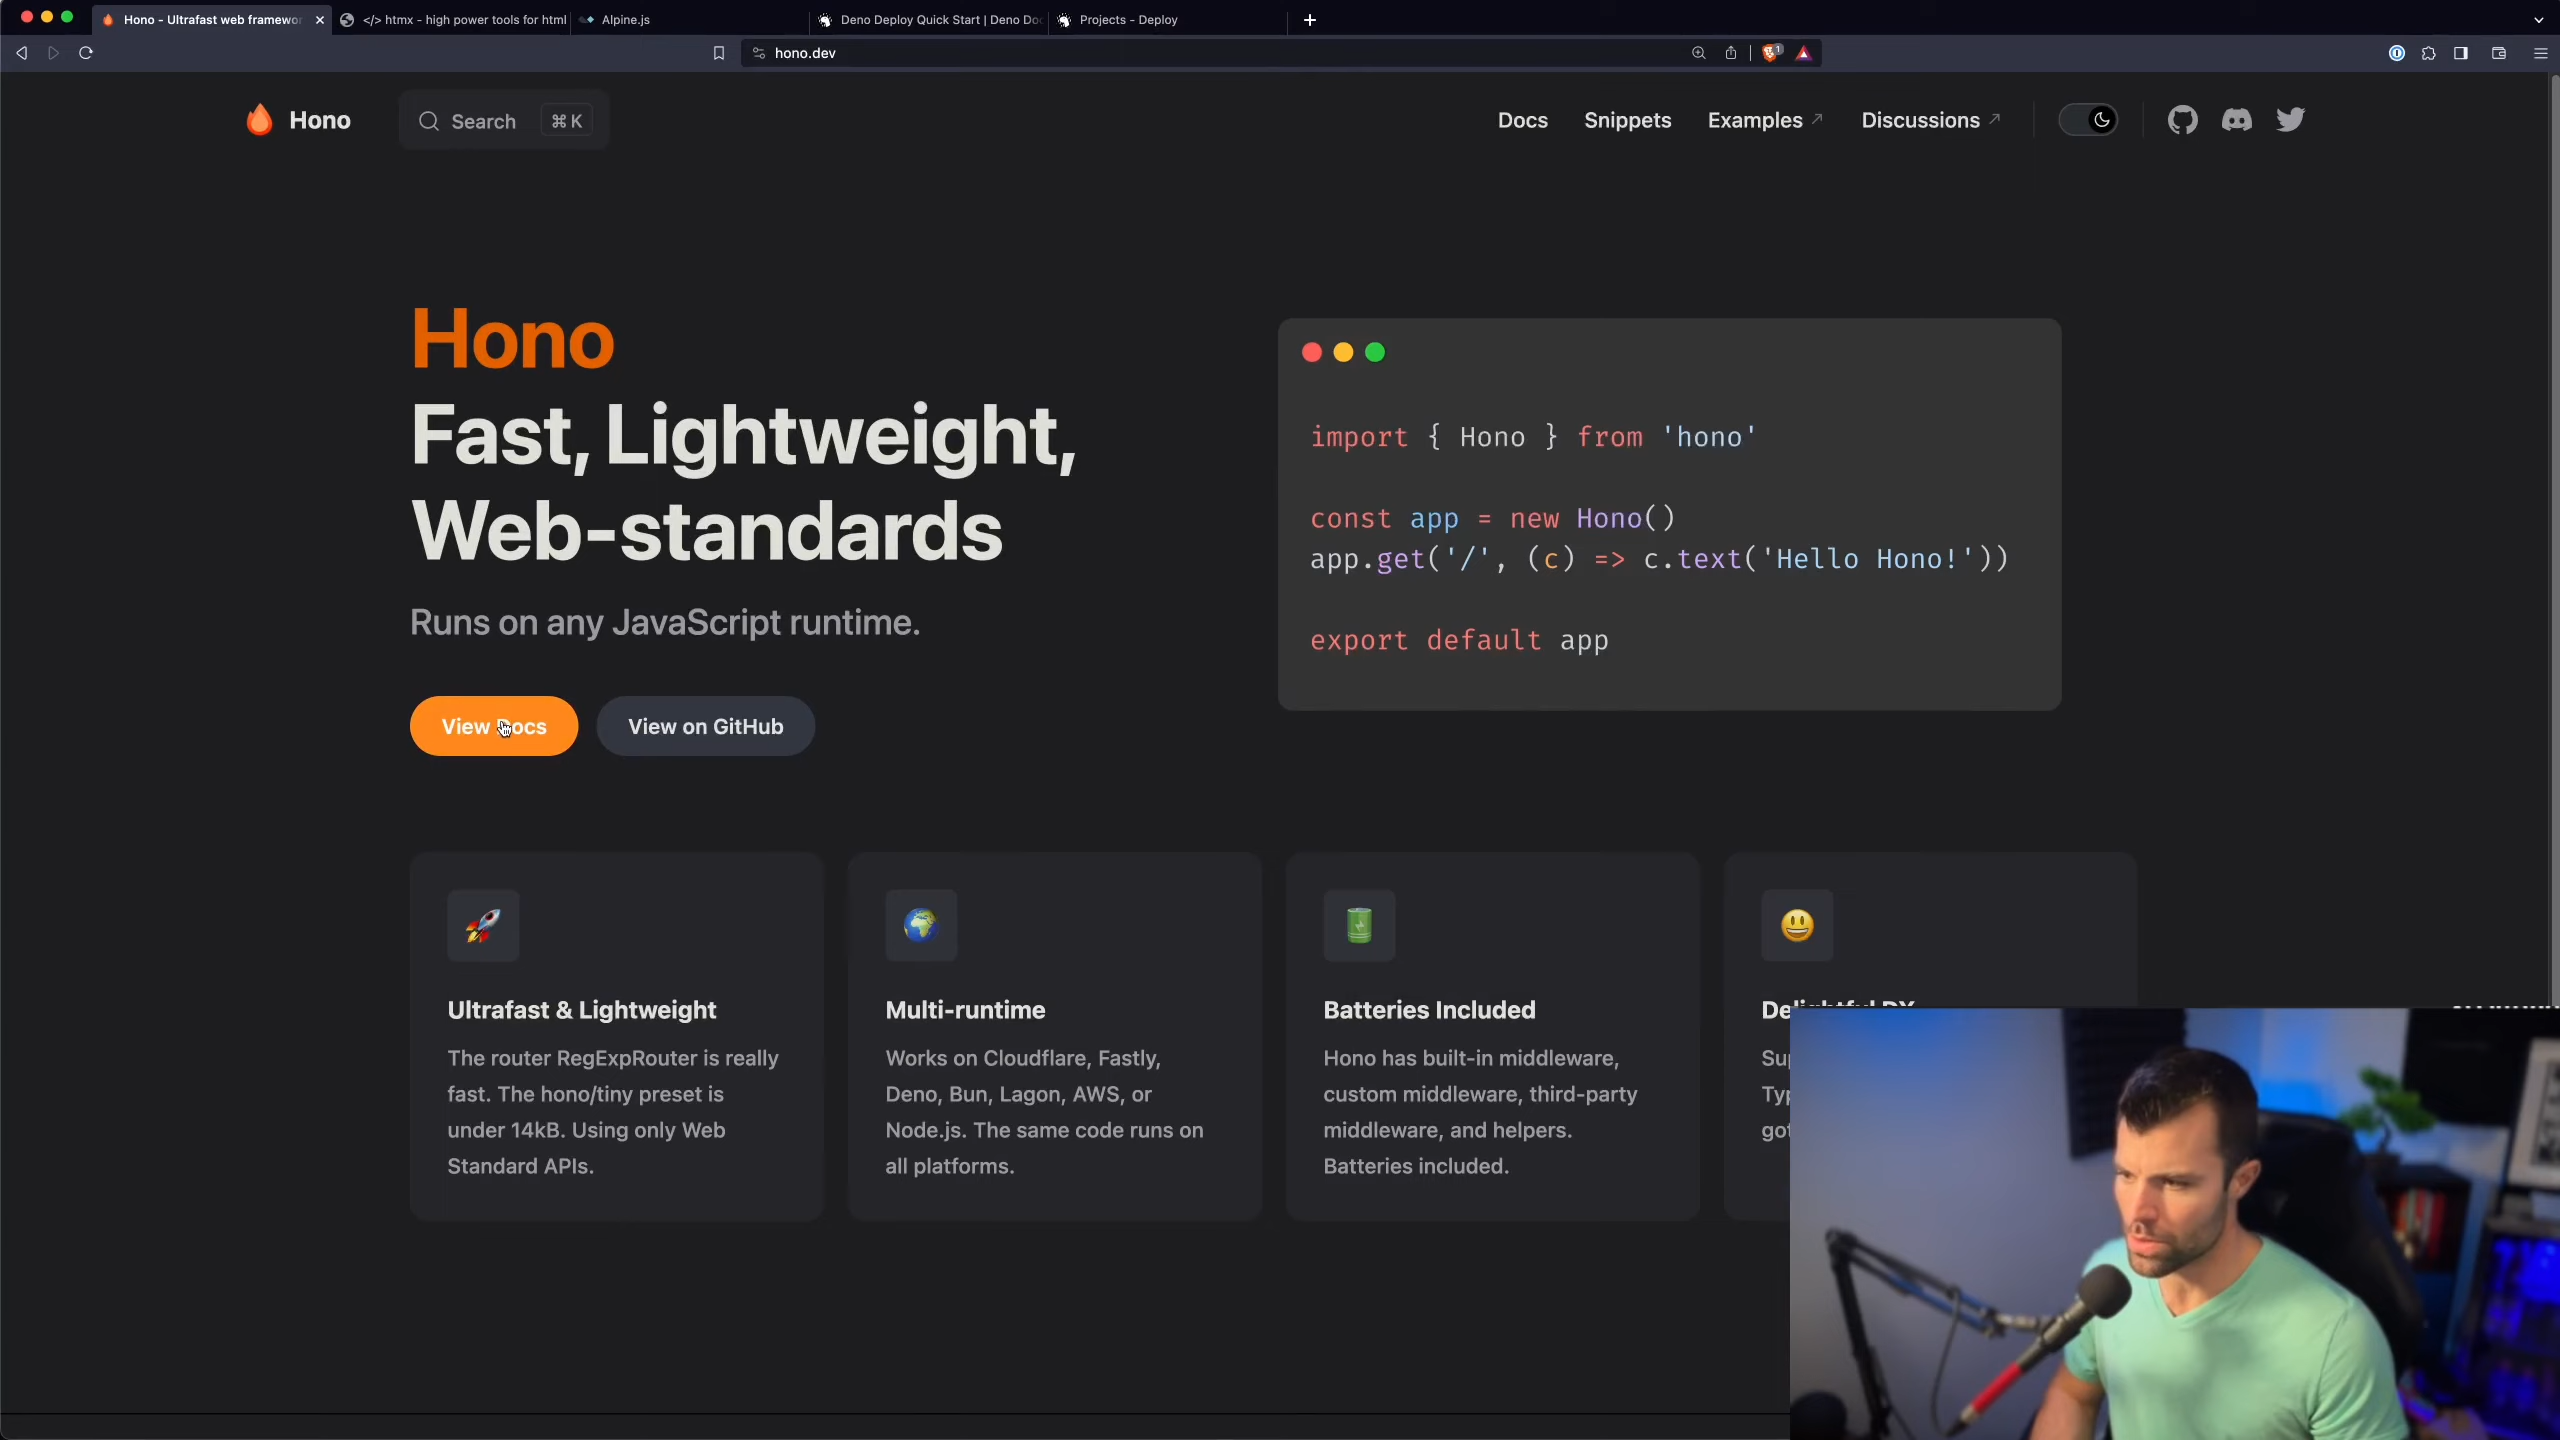 Hono - Ultrafast web framewor
</> htmx - high power tools for html
Alpine.js
Deno Deploy Quick Start | Deno Doc
Projects - Deploy
hono.dev
Hono
Search
⌘ K
Docs
Snippets
Examples
Discussions
Hono
Fast, Lightweight,
Web-standards
Runs on any JavaScript runtime.
View Docs
View on GitHub
import { Hono } from 'hono'
const app = new Hono()
app.get('/', (c) => c.text('Hello Hono!'))
export default app
Ultrafast & Lightweight
The router RegExpRouter is really
fast. The hono/tiny preset is
under 14kB. Using only Web
Standard APIs.
Multi-runtime
Works on Cloudflare, Fastly,
Deno, Bun, Lagon, AWS, or
Node.js. The same code runs on
all platforms.
Batteries Included
Hono has built-in middleware,
custom middleware, third-party
middleware, and helpers.
Batteries included.
Delightful DX
Sup
Typ
got